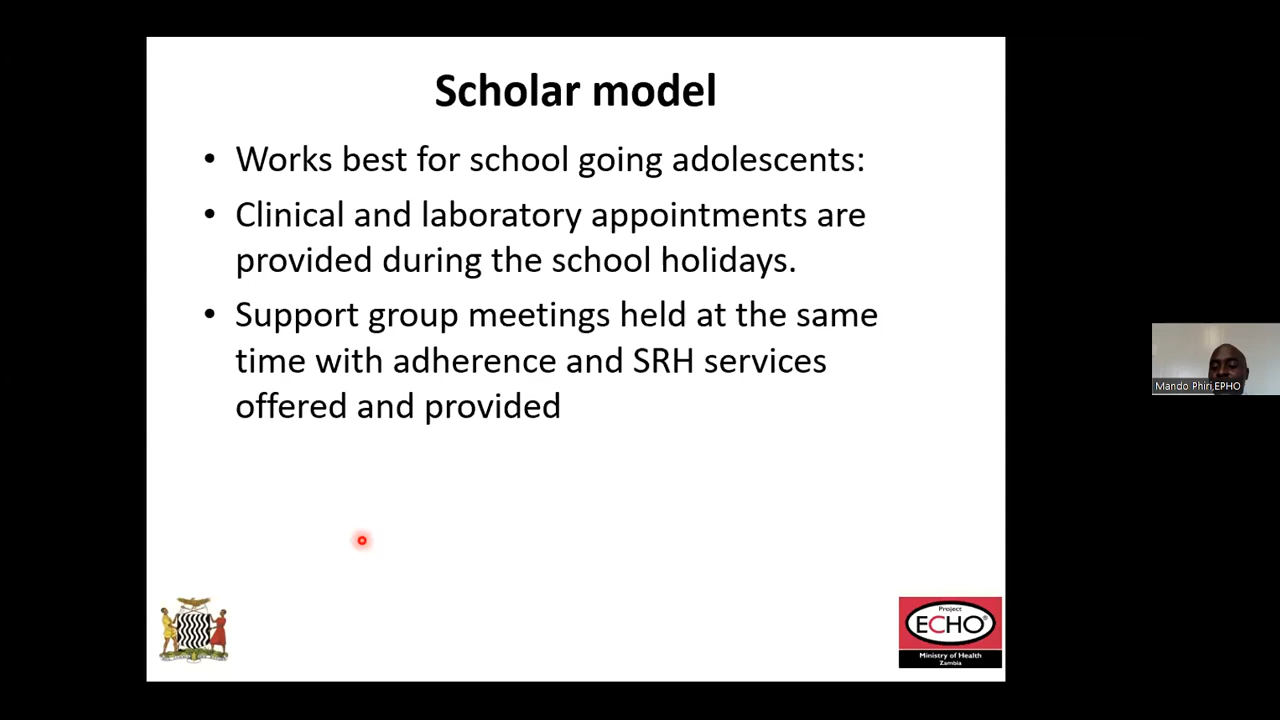 Scholar model
• Works best for school going adolescents:
• Clinical and laboratory appointments are
provided during the school holidays.
• Support group meetings held at the same
time with adherence and SRH services
offered and provided
Mando Phiri,EPHO
Project
ECHO®
Ministry of Health
Zambia